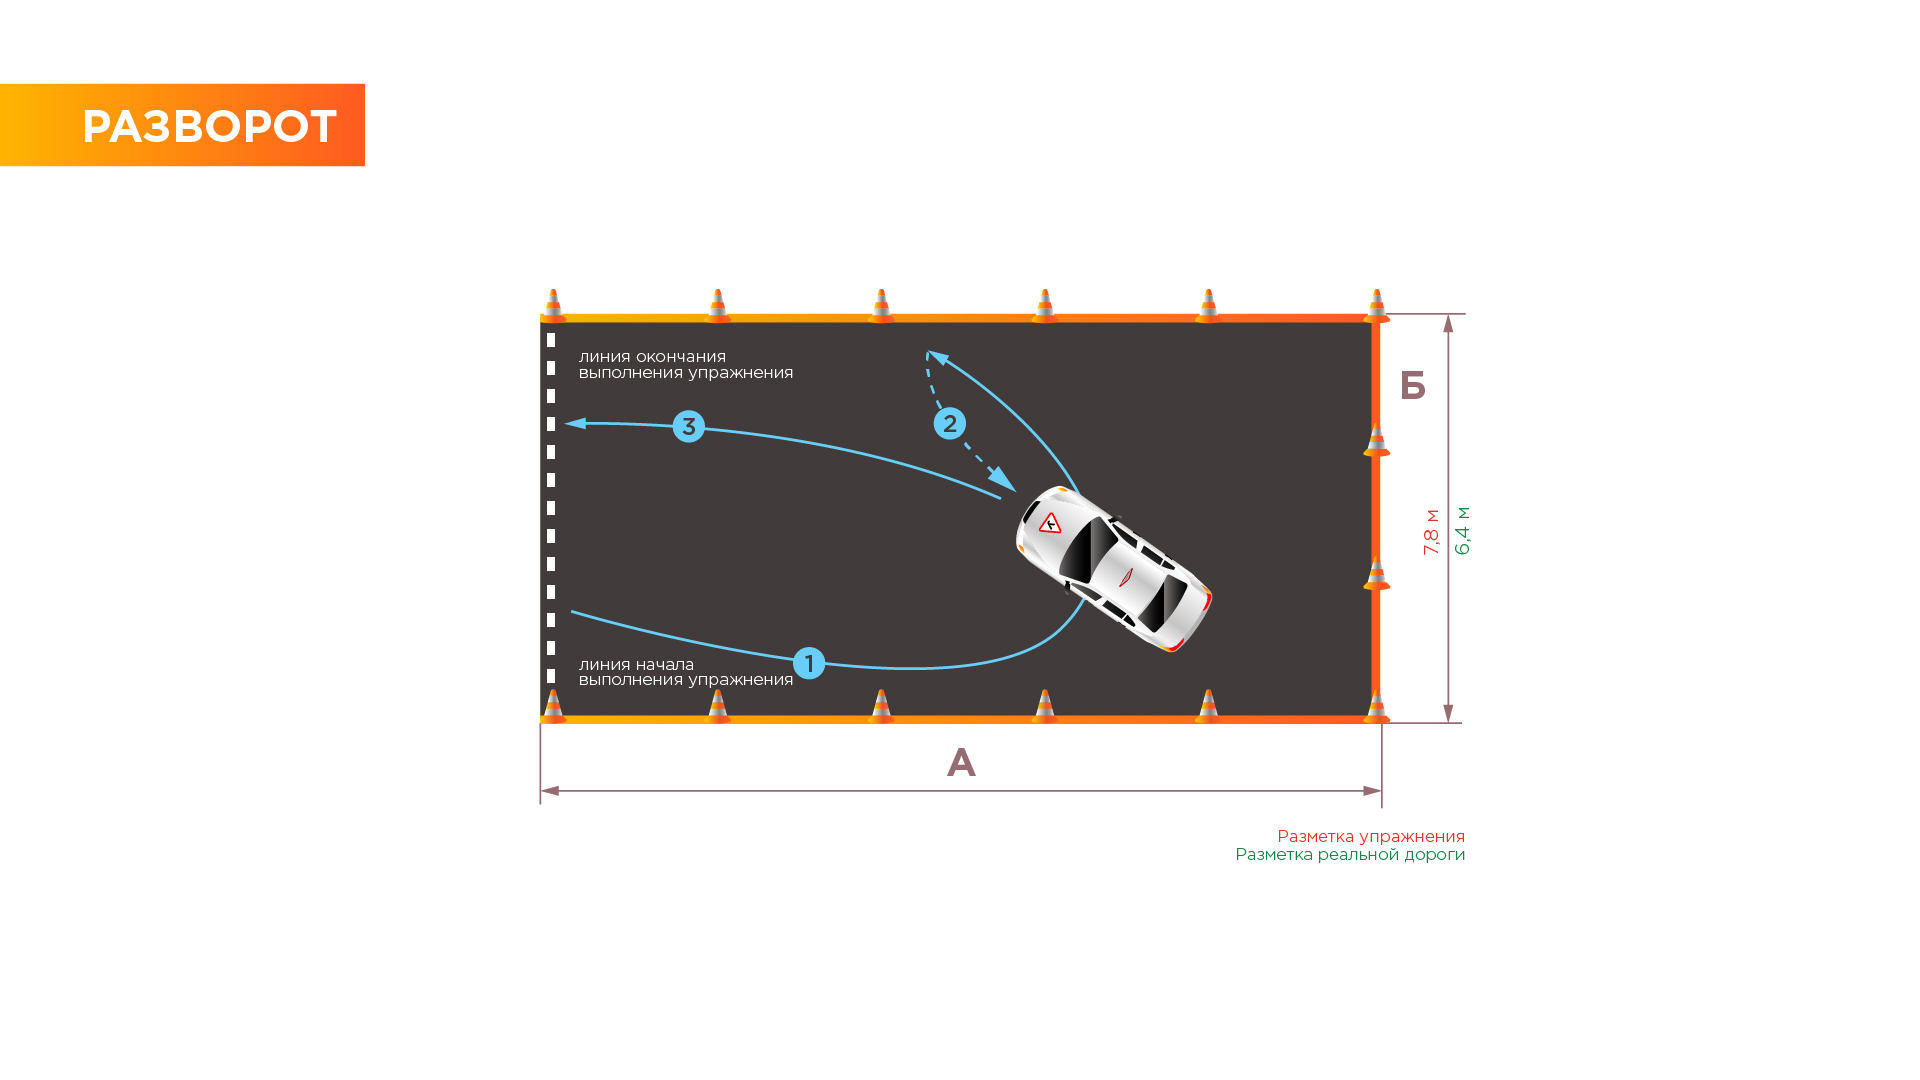 РАЗВОРОТ
линия окончания
выполнения упражнения
3
2
Б
7,8 м
6,4 м
1
линия начала
выполнения упражнения
А
Разметка упражнения
Разметка реальной дороги